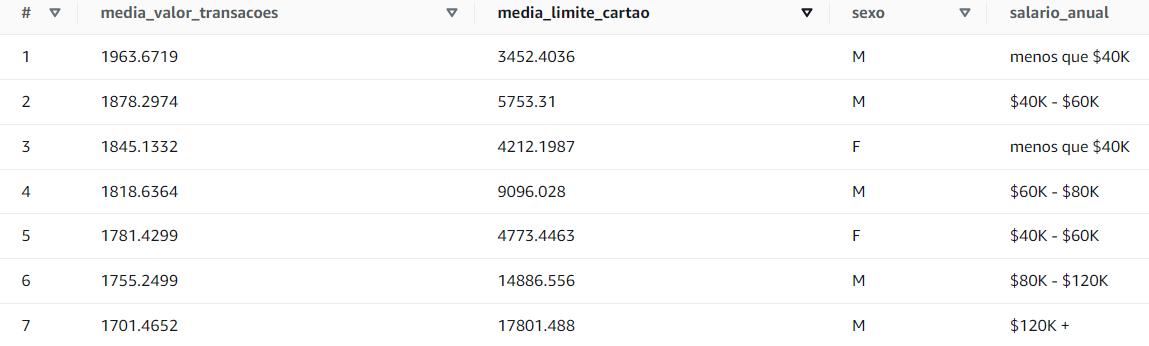 # media_valor_transacoes media_limite_cartao sexo salario_anual
1 1963.6719 3452.4036 M menos que $40K
2 1878.2974 5753.31 M $40K - $60K
3 1845.1332 4212.1987 F menos que $40K
4 1818.6364 9096.028 M $60K - $80K
5 1781.4299 4773.4463 F $40K - $60K
6 1755.2499 14886.556 M $80K - $120K
7 1701.4652 17801.488 M $120K +